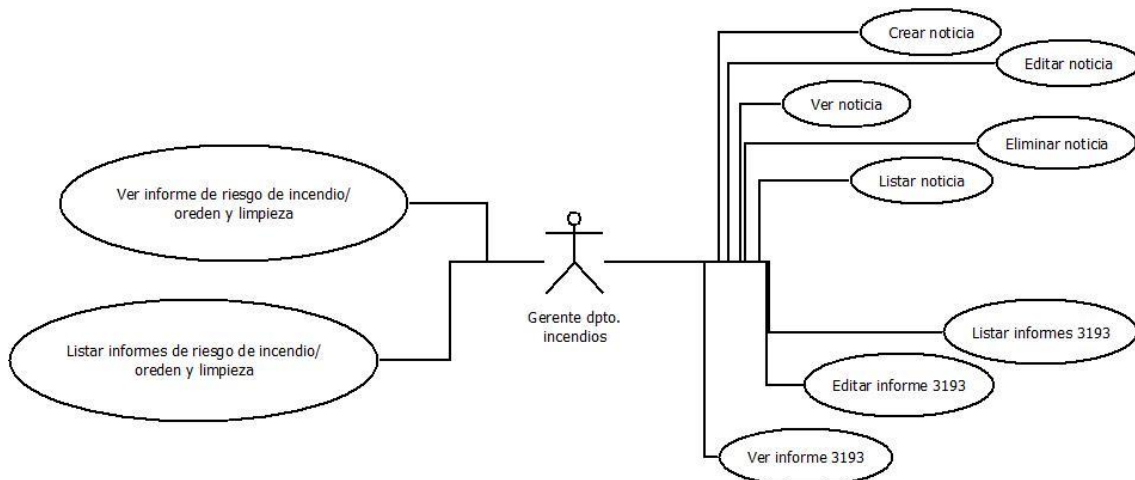 Crear noticia
Editar noticia
Ver noticia
Eliminar noticia
Listar noticia
Ver informe de riesgo de incendio/
oreden y limpieza
Gerente dpto.
incendios
Listar informes de riesgo de incendio/
oreden y limpieza
Listar informes 3193
Editar informe 3193
Ver informe 3193